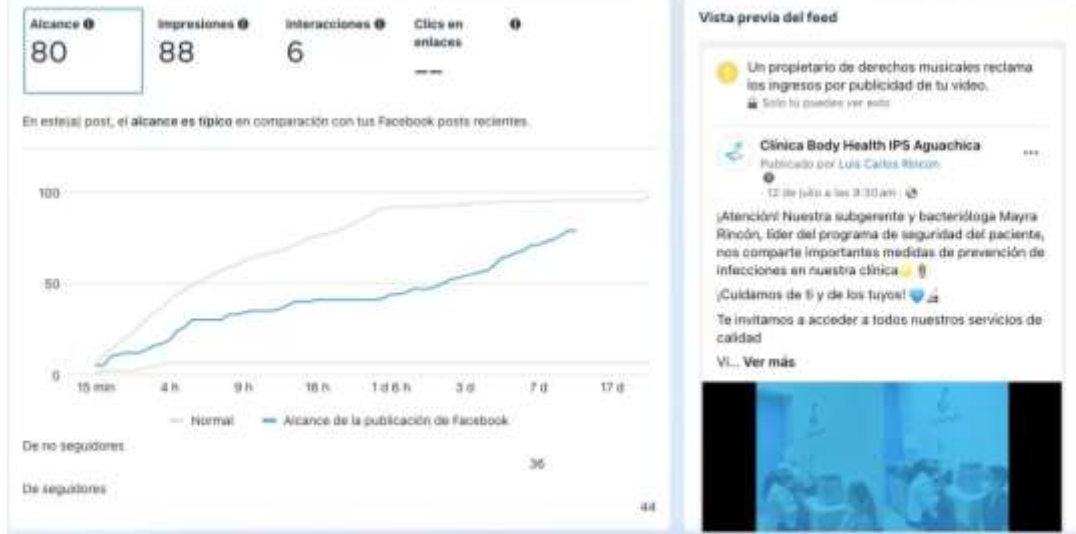 Alcance
80
Impresiones
88
Interacciones
6
Clics en
enlaces
--
En este(a) post, el alcance es típico en comparación con tus Facebook posts recientes.
100
50
0
15 min 4 h 9 h 16 h 1 d 6 h 3 d 7 d 17 d
Normal Alcance de la publicación de Facebook
De no seguidores
36
De seguidores
44
Vista previa del feed
Un propietario de derechos musicales reclama
los ingresos por publicidad de tu video.
Solo tú puedes ver esto
Clínica Body Health IPS Aguachica
Publicado por Luis Carlos Rincon
12 de julio a las 8:30 am
¡Atención! Nuestra subgerente y bacterióloga Mayra
Rincón, líder del programa de seguridad del paciente,
nos comparte importantes medidas de prevención de
infecciones en nuestra clínica
¡Cuidamos de ti y de los tuyos!
Te invitamos a acceder a todos nuestros servicios de
calidad
Vi... Ver más